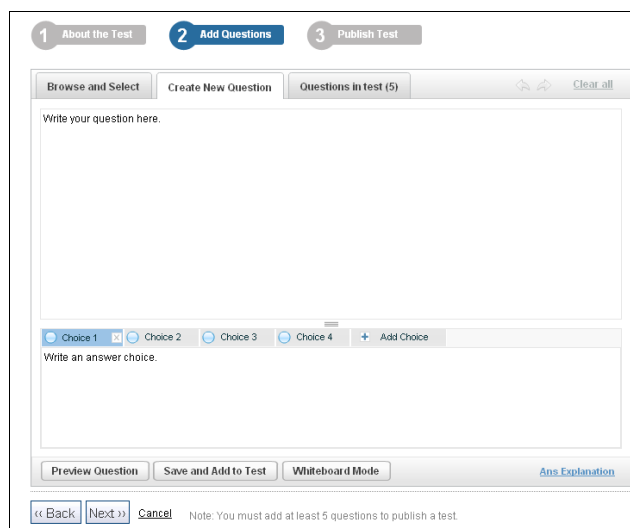 1 About the Test 2 Add Questions 3 Publish Test
Browse and Select Create New Question Questions in test (5) Clear all
Write your question here.
Choice 1 Choice 2 Choice 3 Choice 4 + Add Choice
Write an answer choice.
Preview Question Save and Add to Test Whiteboard Mode Ans Explanation
‹‹ Back Next ›› Cancel Note: You must add at least 5 questions to publish a test.